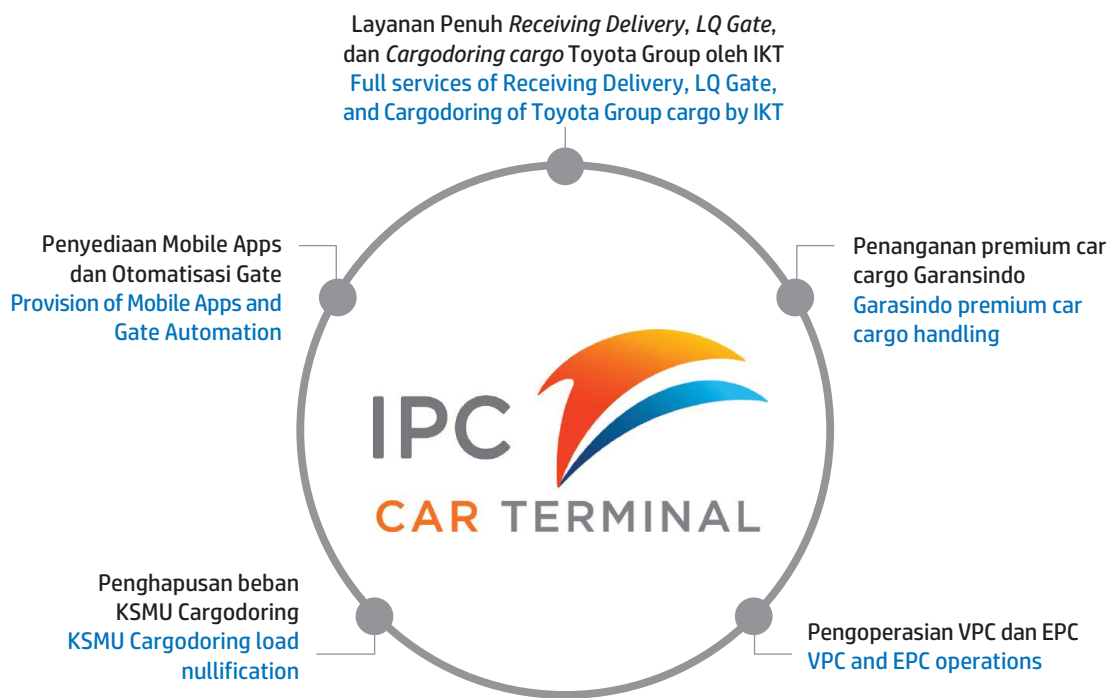 Layanan Penuh Receiving Delivery, LQ Gate,
dan Cargodoring cargo Toyota Group oleh IKT
Full services of Receiving Delivery, LQ Gate,
and Cargodoring of Toyota Group cargo by IKT
Penyediaan Mobile Apps
dan Otomatisasi Gate
Provision of Mobile Apps and
Gate Automation
Penanganan premium car
cargo Garansindo
Garasindo premium car
cargo handling
IPC
CAR TERMINAL
Penghapusan beban
KSMU Cargodoring
KSMU Cargodoring load
nullification
Pengoperasian VPC dan EPC
VPC and EPC operations